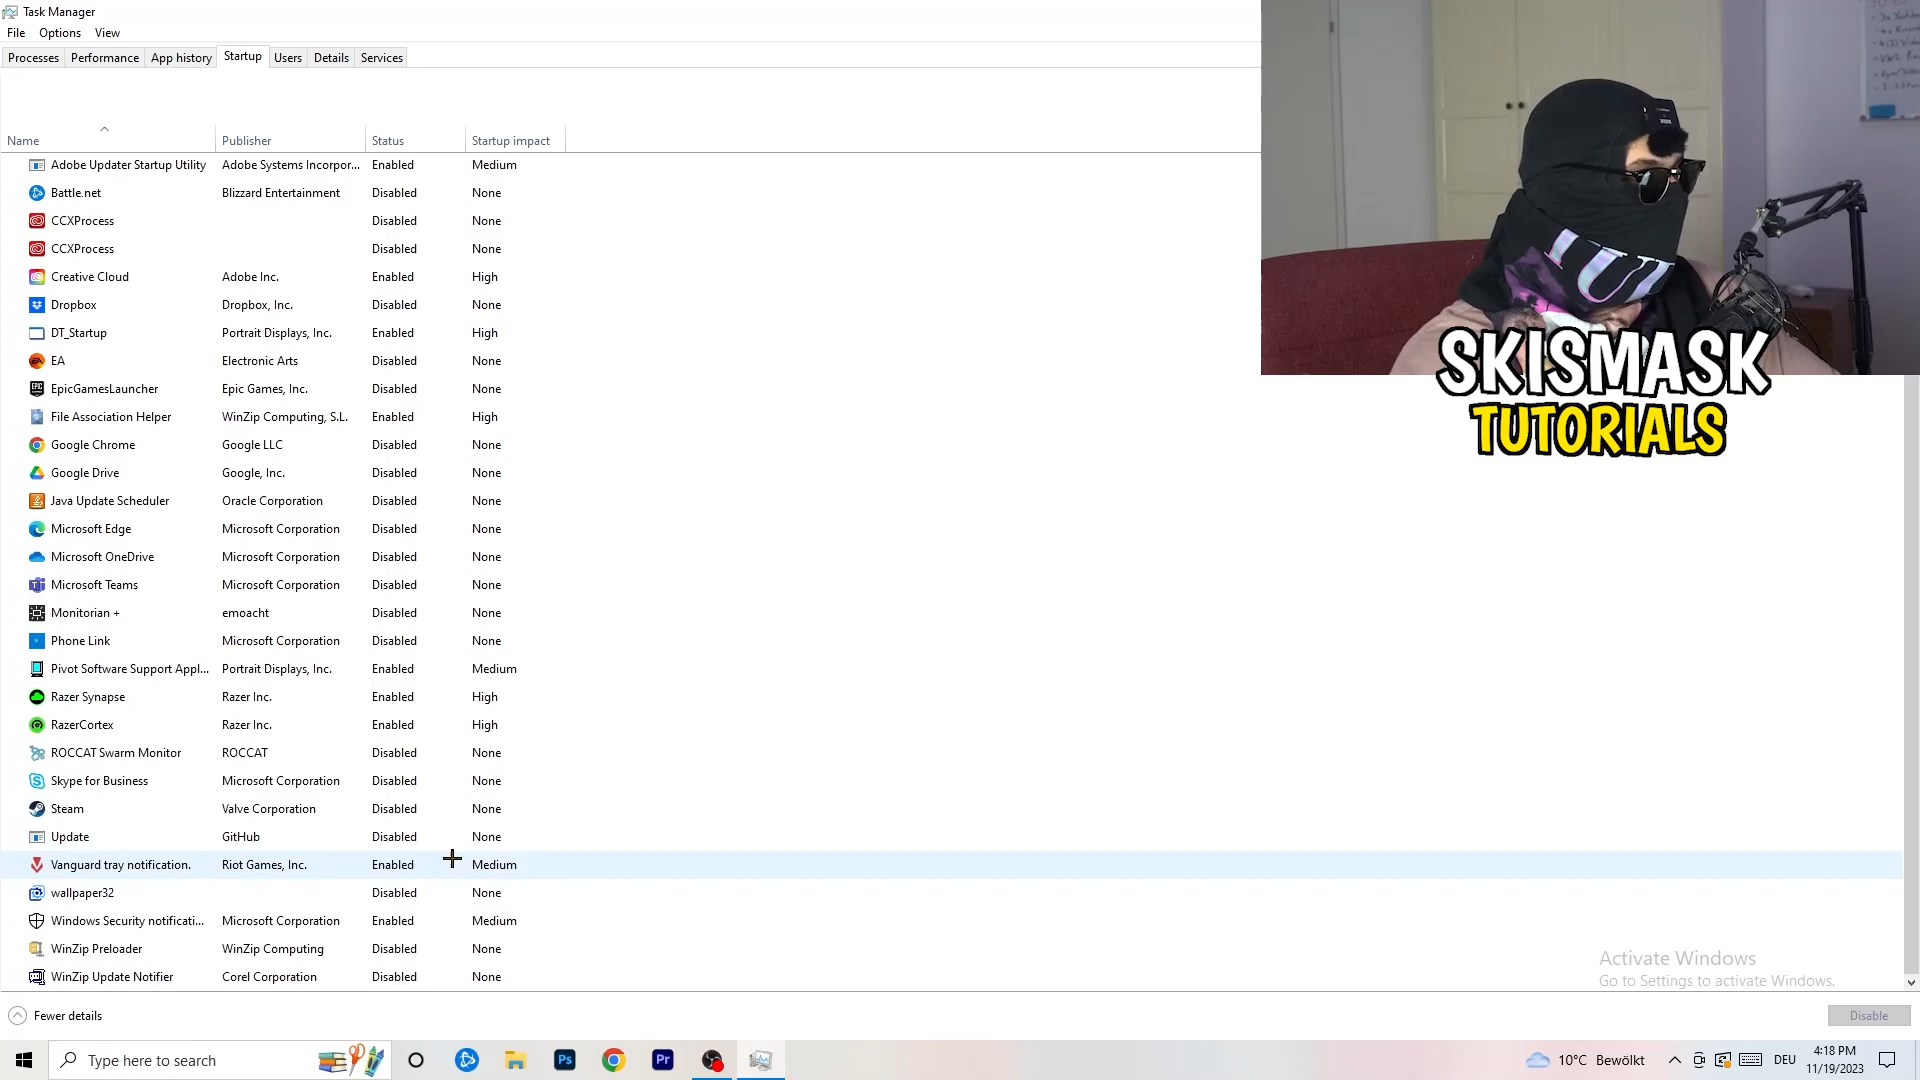 Task Manager
File Options View
Processes Performance App history Startup Users Details Services
Name Publisher Status Startup impact
Adobe Updater Startup Utility Adobe Systems Incorpor... Enabled Medium
Battle.net Blizzard Entertainment Disabled None
CCXProcess Disabled None
CCXProcess Disabled None
Creative Cloud Adobe Inc. Enabled High
Dropbox Dropbox, Inc. Disabled None
DT_Startup Portrait Displays, Inc. Enabled High
EA Electronic Arts Disabled None
EpicGamesLauncher Epic Games, Inc. Disabled None
File Association Helper WinZip Computing, S.L. Enabled High
Google Chrome Google LLC Disabled None
Google Drive Google, Inc. Disabled None
Java Update Scheduler Oracle Corporation Disabled None
Microsoft Edge Microsoft Corporation Disabled None
Microsoft OneDrive Microsoft Corporation Disabled None
Microsoft Teams Microsoft Corporation Disabled None
Monitorian + emoacht Disabled None
Phone Link Microsoft Corporation Disabled None
Pivot Software Support Appl... Portrait Displays, Inc. Enabled Medium
Razer Synapse Razer Inc. Enabled High
RazerCortex Razer Inc. Enabled High
ROCCAT Swarm Monitor ROCCAT Disabled None
Skype for Business Microsoft Corporation Disabled None
Steam Valve Corporation Disabled None
Update GitHub Disabled None
Vanguard tray notification. Riot Games, Inc. Enabled Medium
wallpaper32 Disabled None
Windows Security notificati... Microsoft Corporation Enabled Medium
WinZip Preloader WinZip Computing Disabled None
WinZip Update Notifier Corel Corporation Disabled None
SKISMASK
TUTORIALS
Activate Windows
Go to Settings to activate Windows.
Fewer details Disable
Type here to search Ps Pr 10°C Bewölkt DEU 4:18 PM
11/19/2023